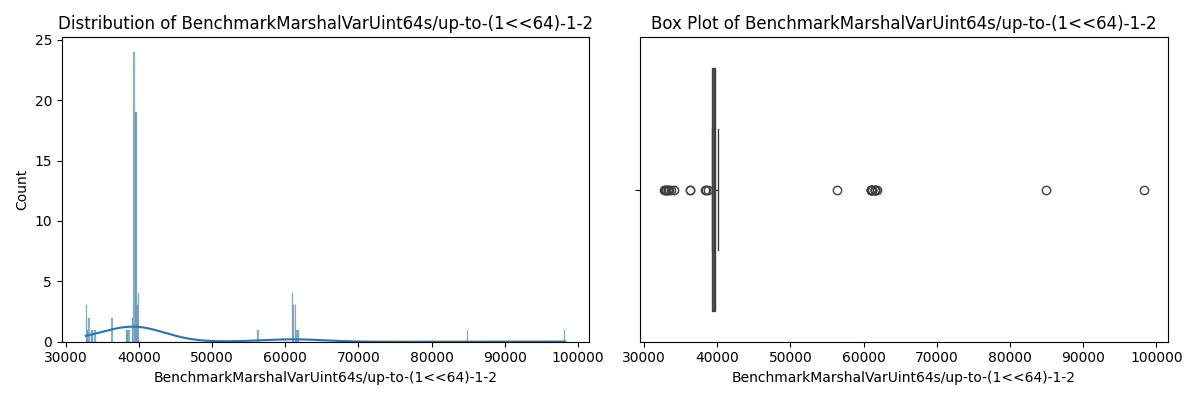 Distribution of BenchmarkMarshalVarUint64s/up-to-(1<<64)-1-2
25
20
15
10
5
0
Count
30000 40000 50000 60000 70000 80000 90000 100000
BenchmarkMarshalVarUint64s/up-to-(1<<64)-1-2
Box Plot of BenchmarkMarshalVarUint64s/up-to-(1<<64)-1-2
30000 40000 50000 60000 70000 80000 90000 100000
BenchmarkMarshalVarUint64s/up-to-(1<<64)-1-2